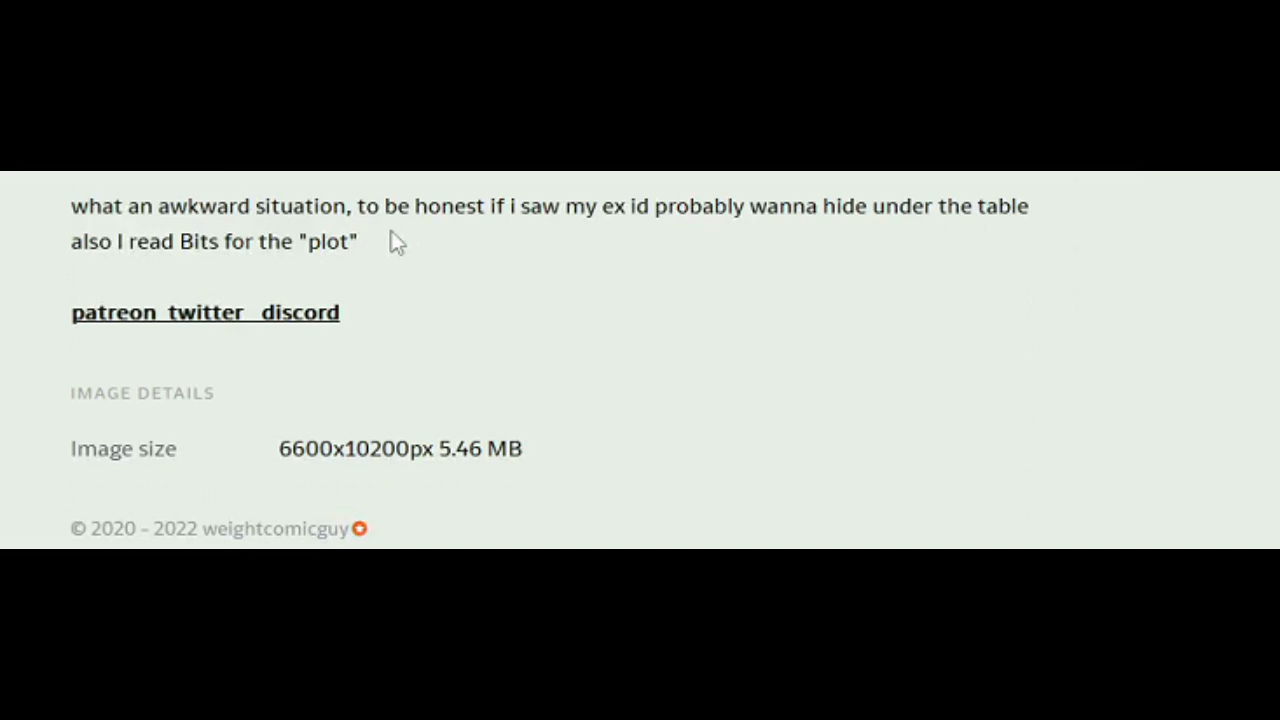 what an awkward situation, to be honest if i saw my ex id probably wanna hide under the table
also I read Bits for the "plot"
patreon twitter discord
IMAGE DETAILS
Image size 6600x10200px 5.46 MB
© 2020 - 2022 weightcomicguy